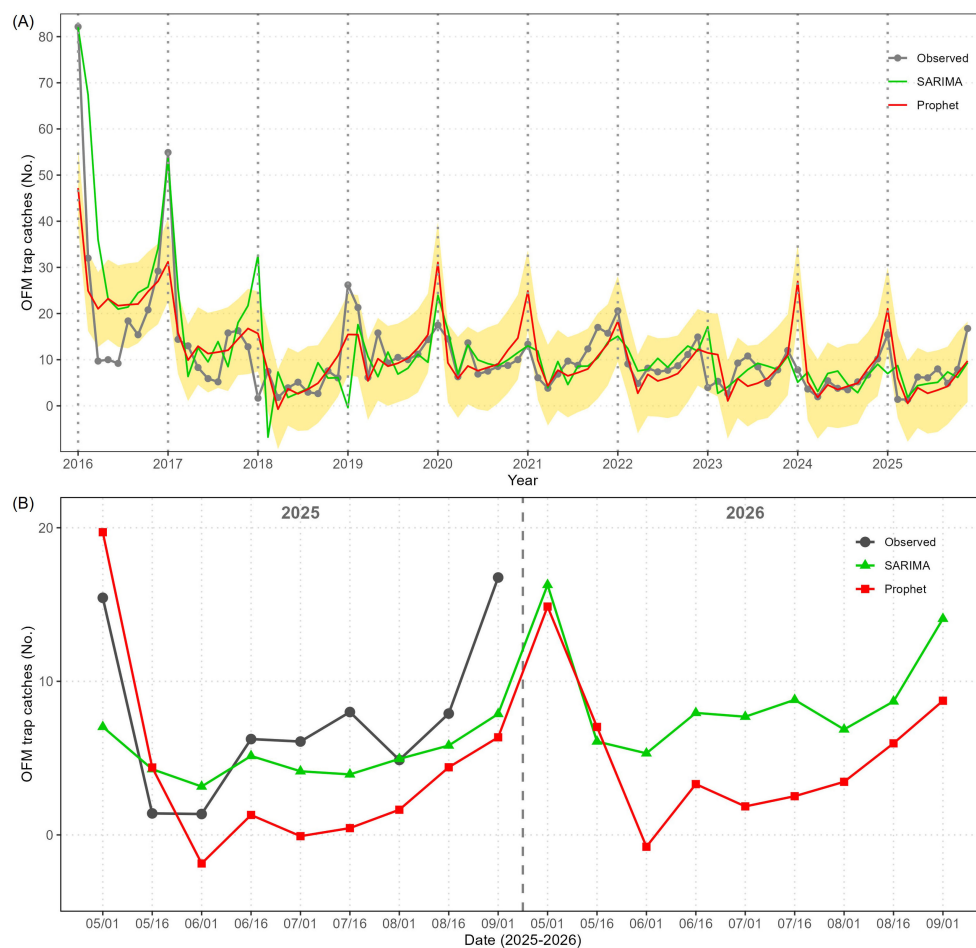 (A)
OFM trap catches (No.)
80
70
60
50
40
30
20
10
0
Observed
SARIMA
Prophet
2016 2017 2018 2019 2020 2021 2022 2023 2024 2025
Year
(B)
2025 2026
OFM trap catches (No.)
20
10
0
Observed
SARIMA
Prophet
05/01 05/16 06/01 06/16 07/01 07/16 08/01 08/16 09/01 05/01 05/16 06/01 06/16 07/01 07/16 08/01 08/16 09/01
Date (2025-2026)